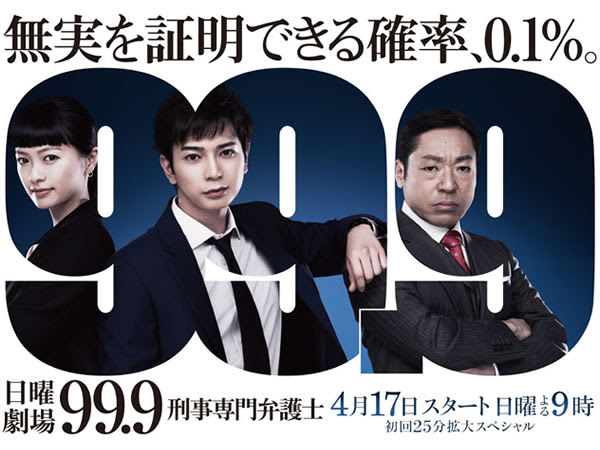 無実を証明できる確率、0.1%。
99.9
日曜劇場 99.9 刑事専門弁護士 4月17日スタート 日曜よる9時
初回25分拡大スペシャル